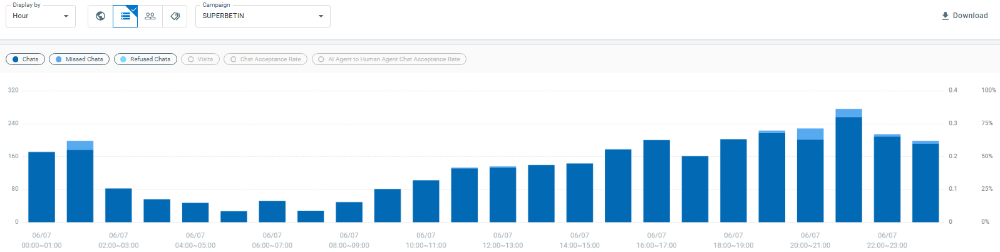 Display by
Hour
Campaign
SUPERBETIN
Download
Chats
Missed Chats
Refused Chats
Visits
Chat Acceptance Rate
AI Agent to Human Agent Chat Acceptance Rate
320 0.4 100%
240 0.3 75%
160 0.2 50%
80 0.1 25%
0 0 0%
06/07 06/07 06/07 06/07 06/07 06/07 06/07 06/07 06/07 06/07 06/07 06/07
00:00~01:00 02:00~03:00 04:00~05:00 06:00~07:00 08:00~09:00 10:00~11:00 12:00~13:00 14:00~15:00 16:00~17:00 18:00~19:00 20:00~21:00 22:00~23:00